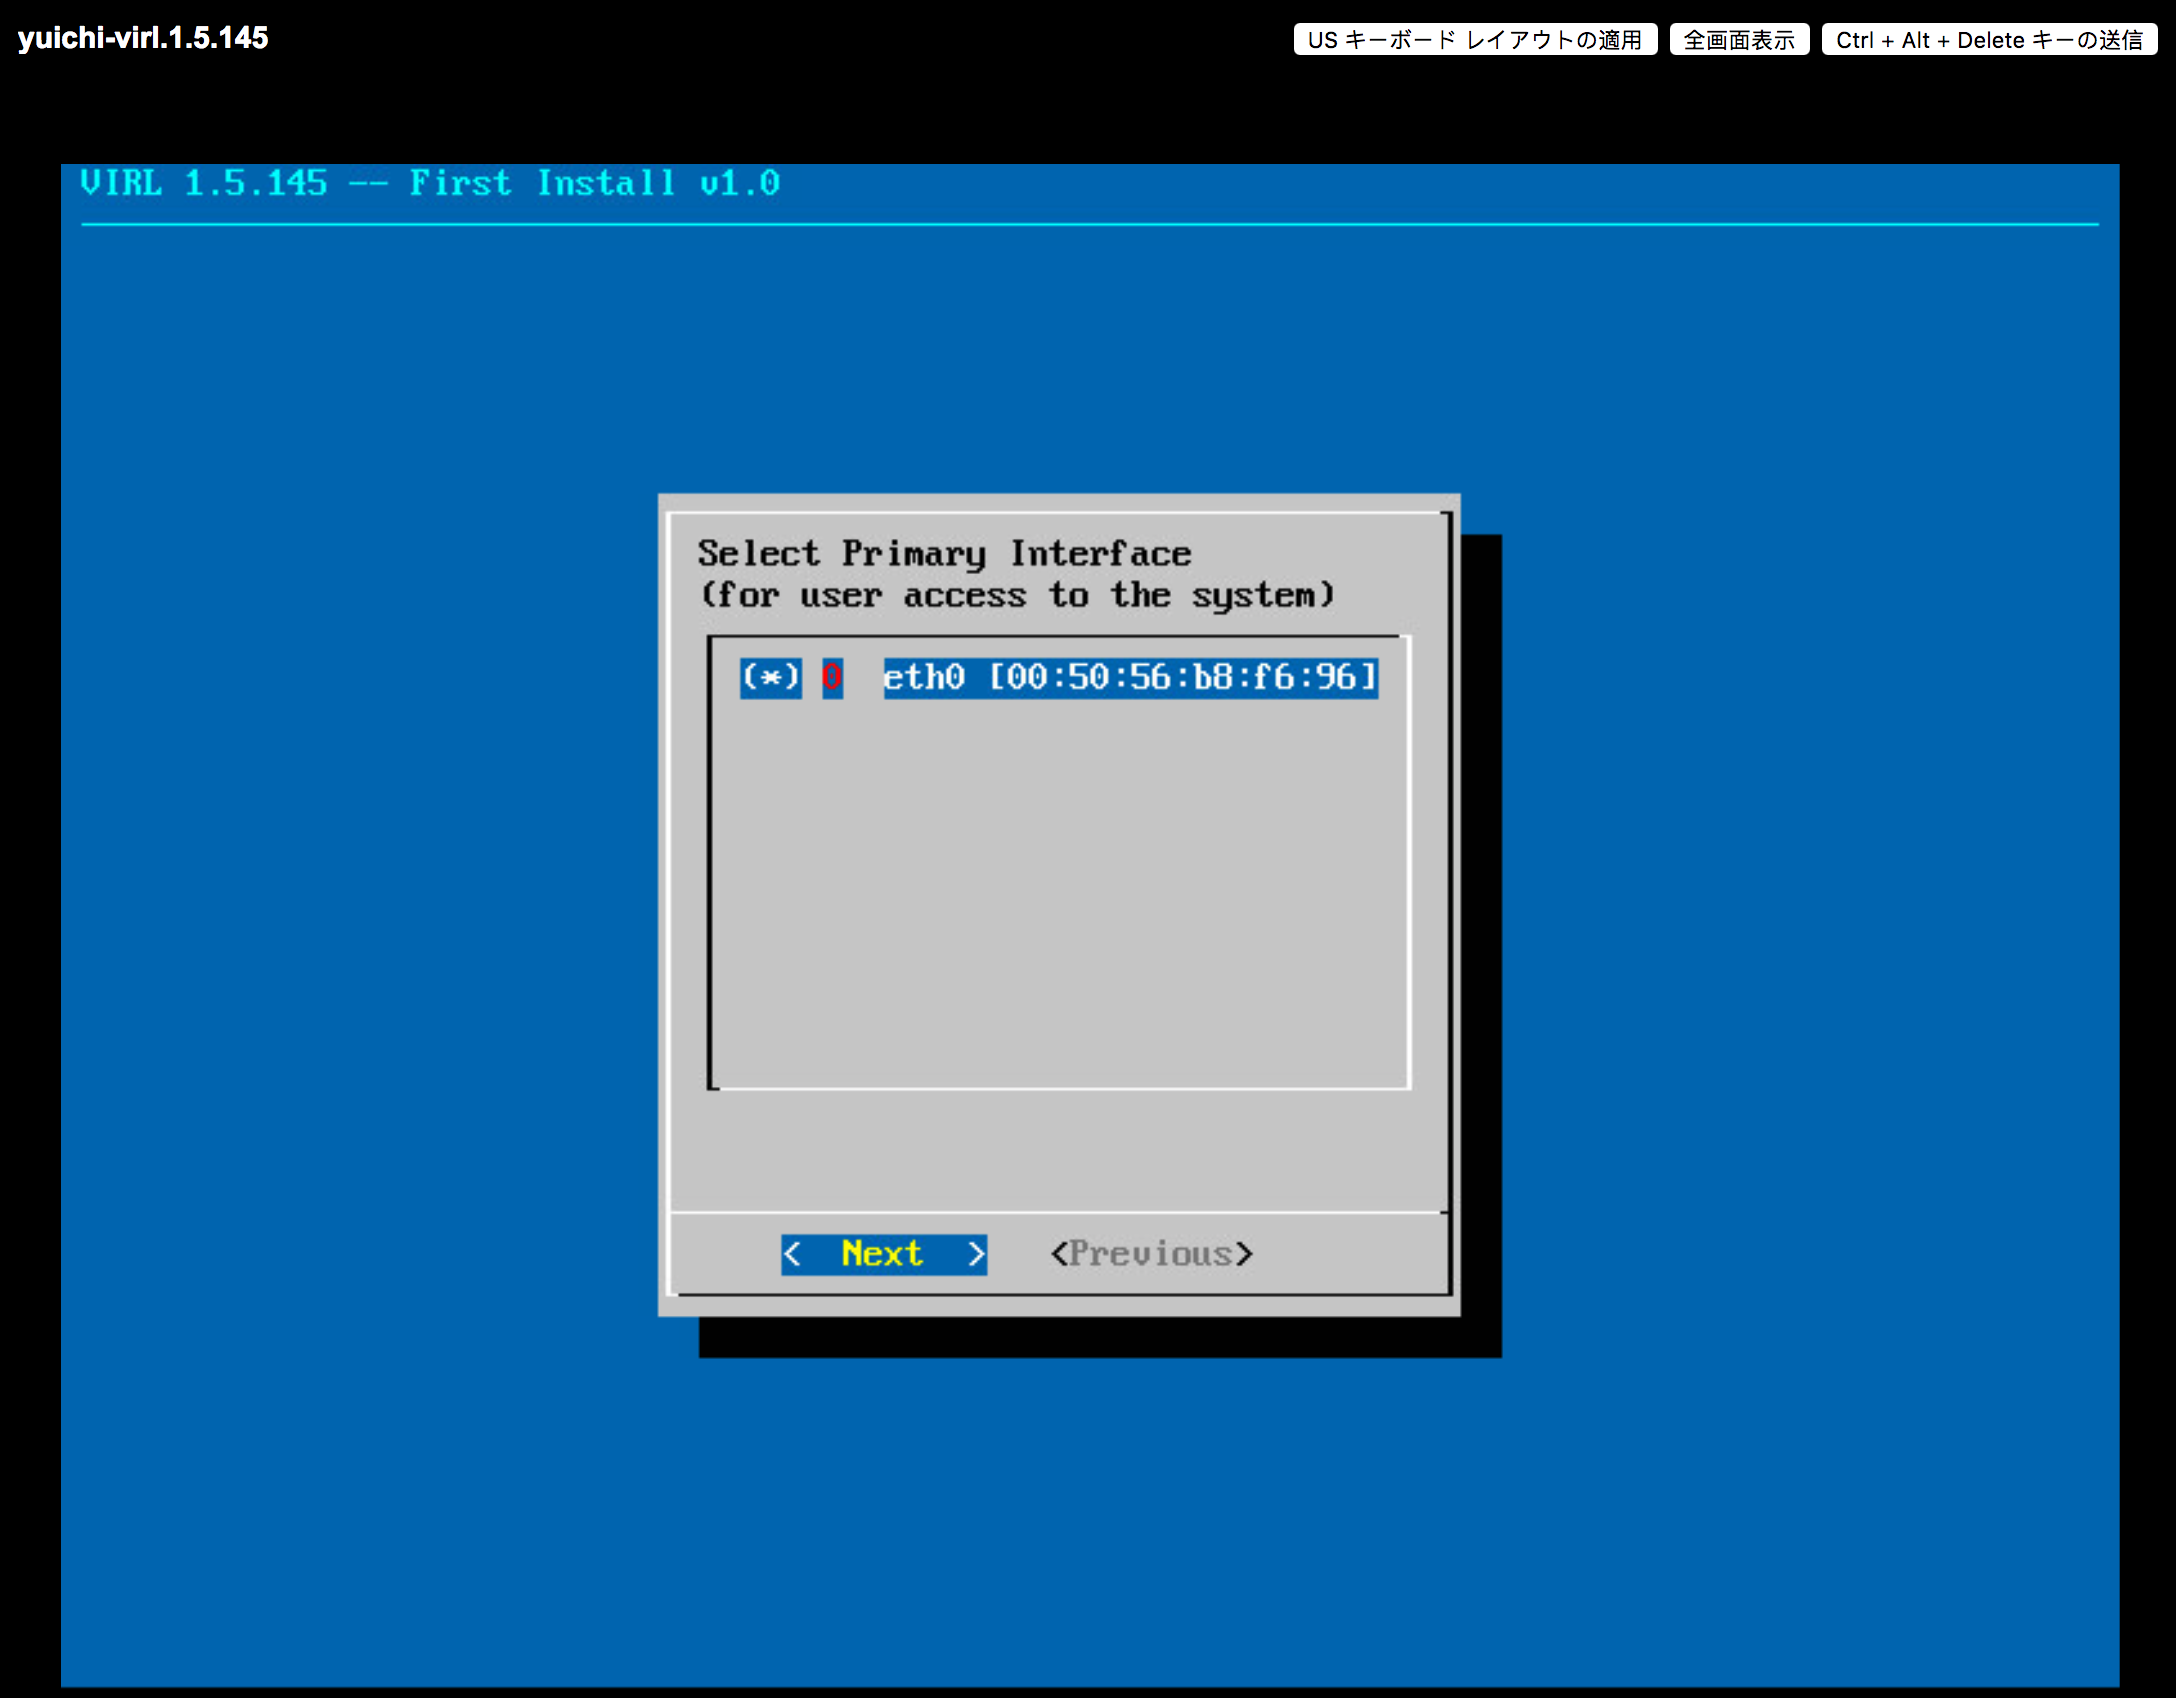 yuichi-virl.1.5.145
US キーボード レイアウトの適用
全画面表示
Ctrl + Alt + Delete キーの送信
VIRL 1.5.145 -- First Install v1.0
Select Primary Interface
(for user access to the system)
(*) 0 eth0 [00:50:56:b8:f6:96]
< Next > <Previous>